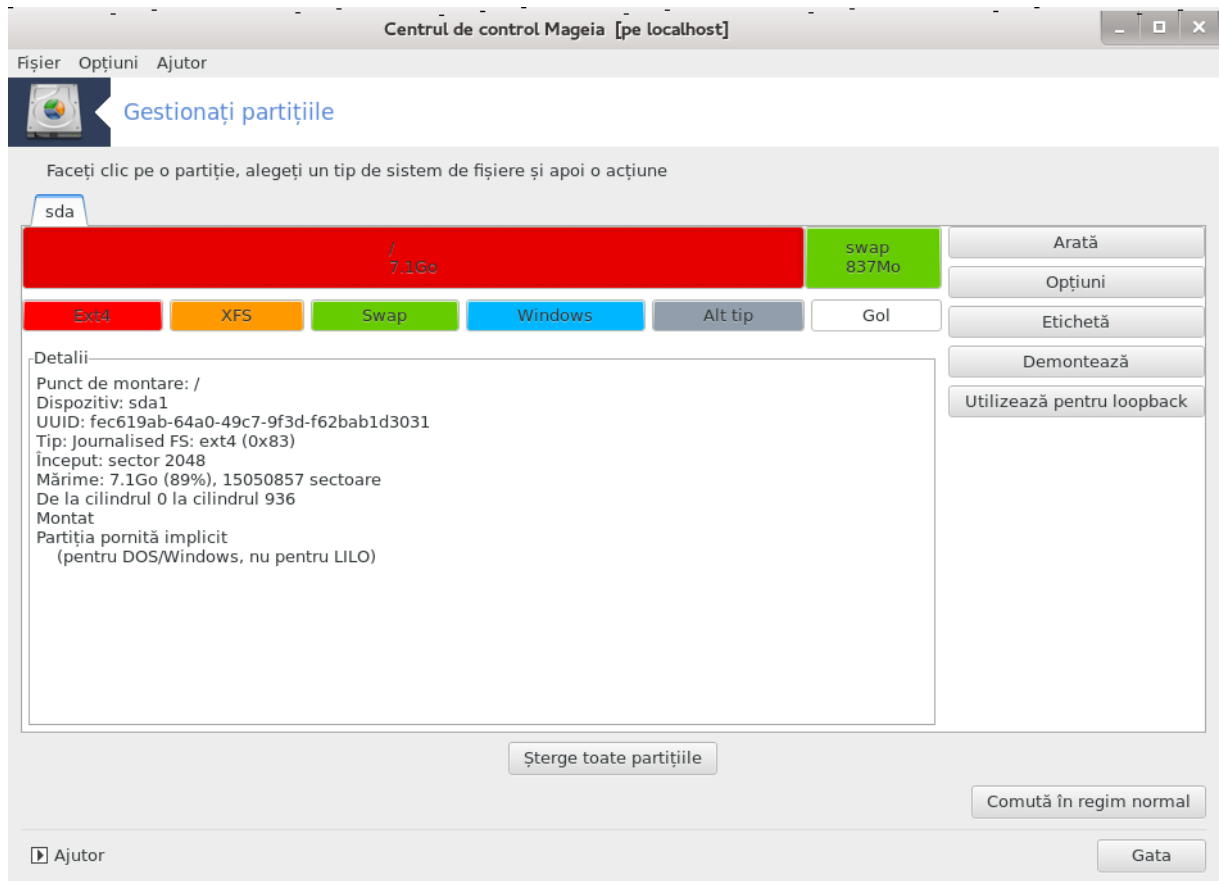 Centrul de control Mageia [pe localhost]
Fișier Opțiuni Ajutor
Gestionați partițiile
Faceți clic pe o partiție, alegeți un tip de sistem de fișiere și apoi o acțiune
sda
/
7.1Go
swap
837Mo
Ext4 XFS Swap Windows Alt tip Gol
Arată
Opțiuni
Etichetă
Demontează
Utilizează pentru loopback
Detalii
Punct de montare: /
Dispozitiv: sda1
UUID: fec619ab-64a0-49c7-9f3d-f62bab1d3031
Tip: Journalised FS: ext4 (0x83)
Început: sector 2048
Mărime: 7.1Go (89%), 15050857 sectoare
De la cilindrul 0 la cilindrul 936
Montat
Partiția pornită implicit
(pentru DOS/Windows, nu pentru LILO)
Șterge toate partițiile
Comută în regim normal
Ajutor
Gata